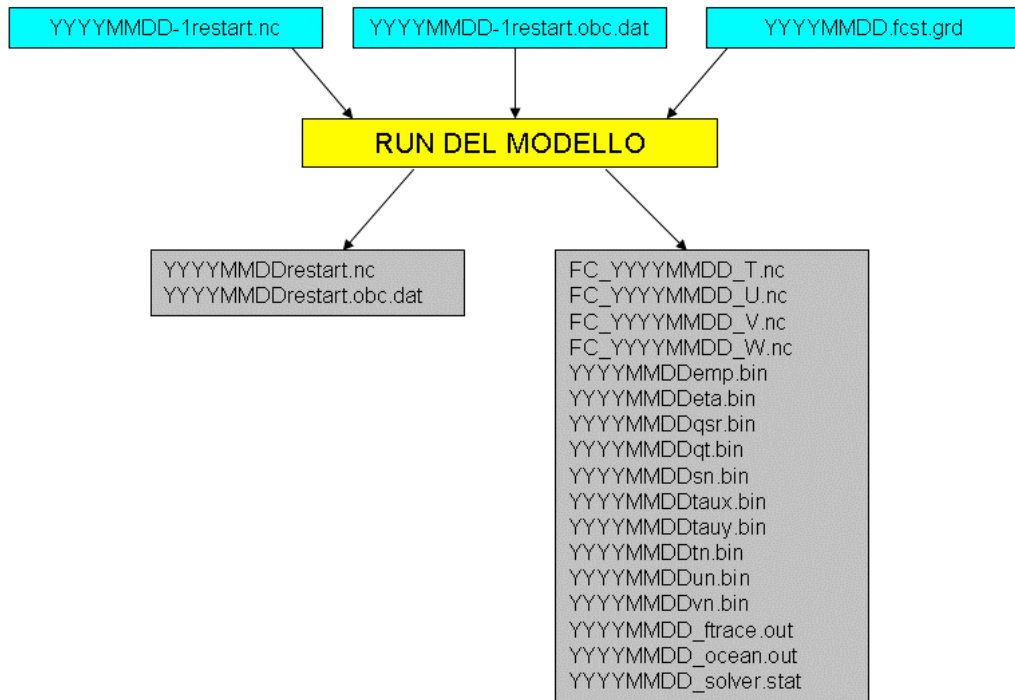 YYYYMMDD-1restart.nc
YYYYMMDD-1restart.obc.dat
YYYYMMDD.fcst.grd
RUN DEL MODELLO
YYYYMMDDrestart.nc
YYYYMMDDrestart.obc.dat
FC_YYYYMMDD_T.nc
FC_YYYYMMDD_U.nc
FC_YYYYMMDD_V.nc
FC_YYYYMMDD_W.nc
YYYYMMDDemp.bin
YYYYMMDDeta.bin
YYYYMMDDqsr.bin
YYYYMMDDqt.bin
YYYYMMDDsn.bin
YYYYMMDDtaux.bin
YYYYMMDDtauy.bin
YYYYMMDDtn.bin
YYYYMMDDun.bin
YYYYMMDDvn.bin
YYYYMMDD_ftrace.out
YYYYMMDD_ocean.out
YYYYMMDD_solver.stat